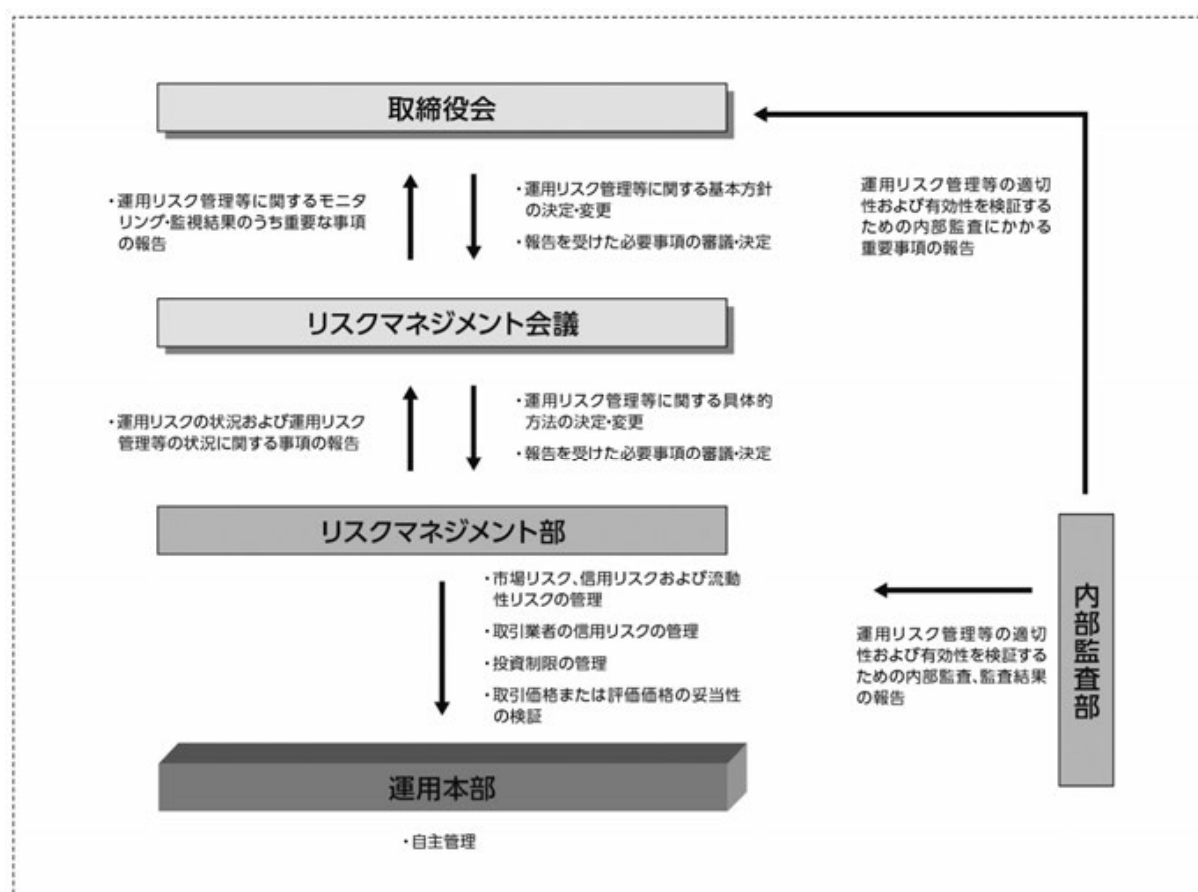 取締役会
・運用リスク管理等に関するモニタ
リング・監視結果のうち重要な事項
の報告
・運用リスク管理等に関する基本方針
の決定・変更
・報告を受けた必要事項の審議・決定
運用リスク管理等の適切
性および有効性を検証する
ための内部監査にかかる
重要事項の報告
リスクマネジメント会議
・運用リスクの状況および運用リスク
管理等の状況に関する事項の報告
・運用リスク管理等に関する具体的
方法の決定・変更
・報告を受けた必要事項の審議・決定
リスクマネジメント部
・市場リスク、信用リスクおよび流動
性リスクの管理
・取引業者の信用リスクの管理
・投資制限の管理
・取引価格または評価価格の妥当性
の検証
運用リスク管理等の適切
性および有効性を検証する
ための内部監査、監査結果
の報告
内部監査部
運用本部
・自主管理